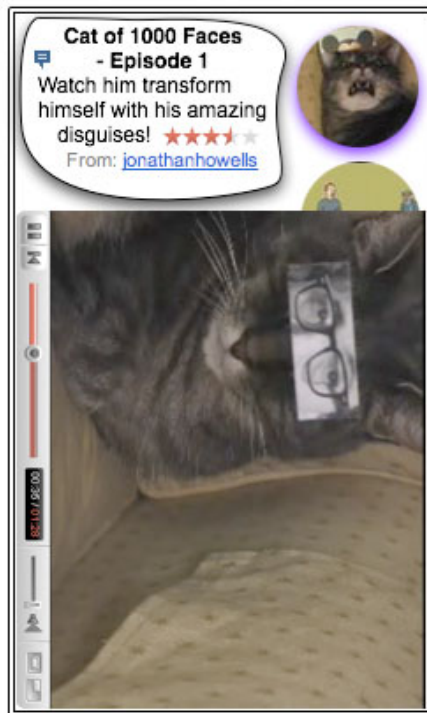 Cat of 1000 Faces
- Episode 1
Watch him transform
himself with his amazing
disguises!
From: jonathanhowells
00:36 / 01:28